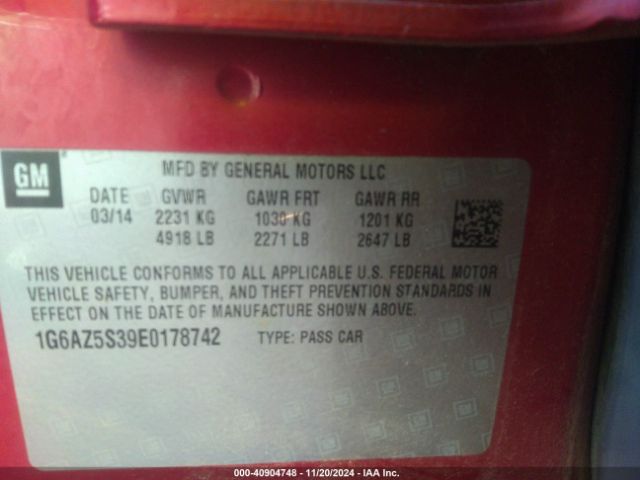 GM
MFD BY GENERAL MOTORS LLC
DATE GVWR GAWR FRT GAWR RR
03/14 2231 KG 1030 KG 1201 KG
4918 LB 2271 LB 2647 LB
THIS VEHICLE CONFORMS TO ALL APPLICABLE U.S. FEDERAL MOTOR
VEHICLE SAFETY, BUMPER, AND THEFT PREVENTION STANDARDS IN
EFFECT ON THE DATE OF MANUFACTURE SHOWN ABOVE.
1G6AZ5S39E0178742 TYPE: PASS CAR
000-40904748 - 11/20/2024 - IAA Inc.